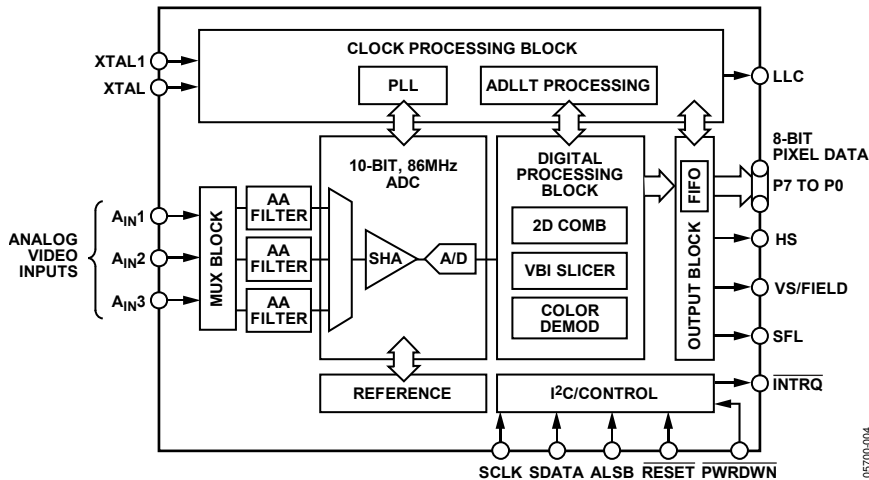 CLOCK PROCESSING BLOCK
XTAL1
XTAL
PLL
ADLLT PROCESSING
LLC
8-BIT
PIXEL DATA
P7 TO P0
10-BIT, 86MHz
ADC
DIGITAL
PROCESSING
BLOCK
FIFO
OUTPUT BLOCK
ANALOG
VIDEO
INPUTS
AIN1
AIN2
AIN3
MUX BLOCK
AA
FILTER
AA
FILTER
AA
FILTER
SHA
A/D
2D COMB
VBI SLICER
COLOR
DEMOD
HS
VS/FIELD
SFL
REFERENCE
I2C/CONTROL
INTRQ
SCLK
SDATA
ALSB
RESET
PWRDWN
05700-004